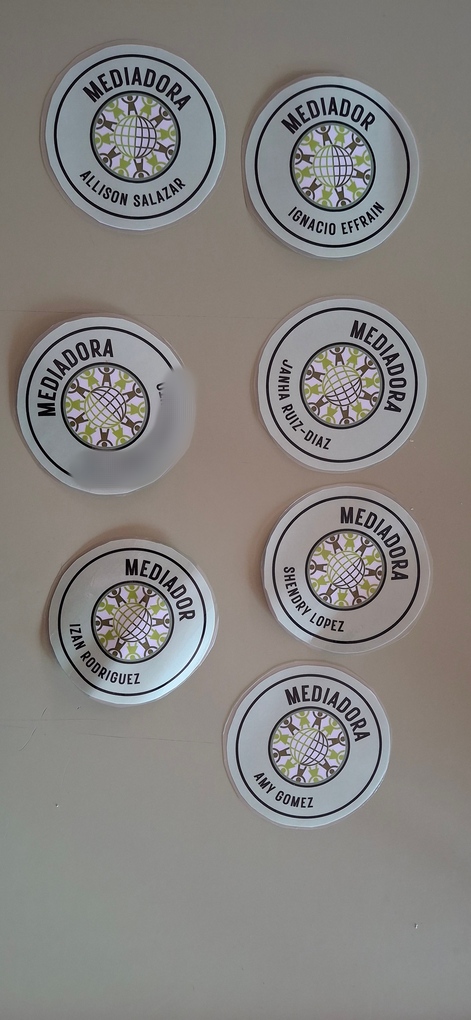 MEDIADORA
ALLISON SALAZAR
MEDIADOR
IGNACIO EFFRAIN
MEDIADORA
MEDIADORA
JANHA RUIZ-DIAZ
MEDIADORA
SHENDRY LOPEZ
MEDIADOR
IZAN RODRIGUEZ
MEDIADORA
AMY GOMEZ